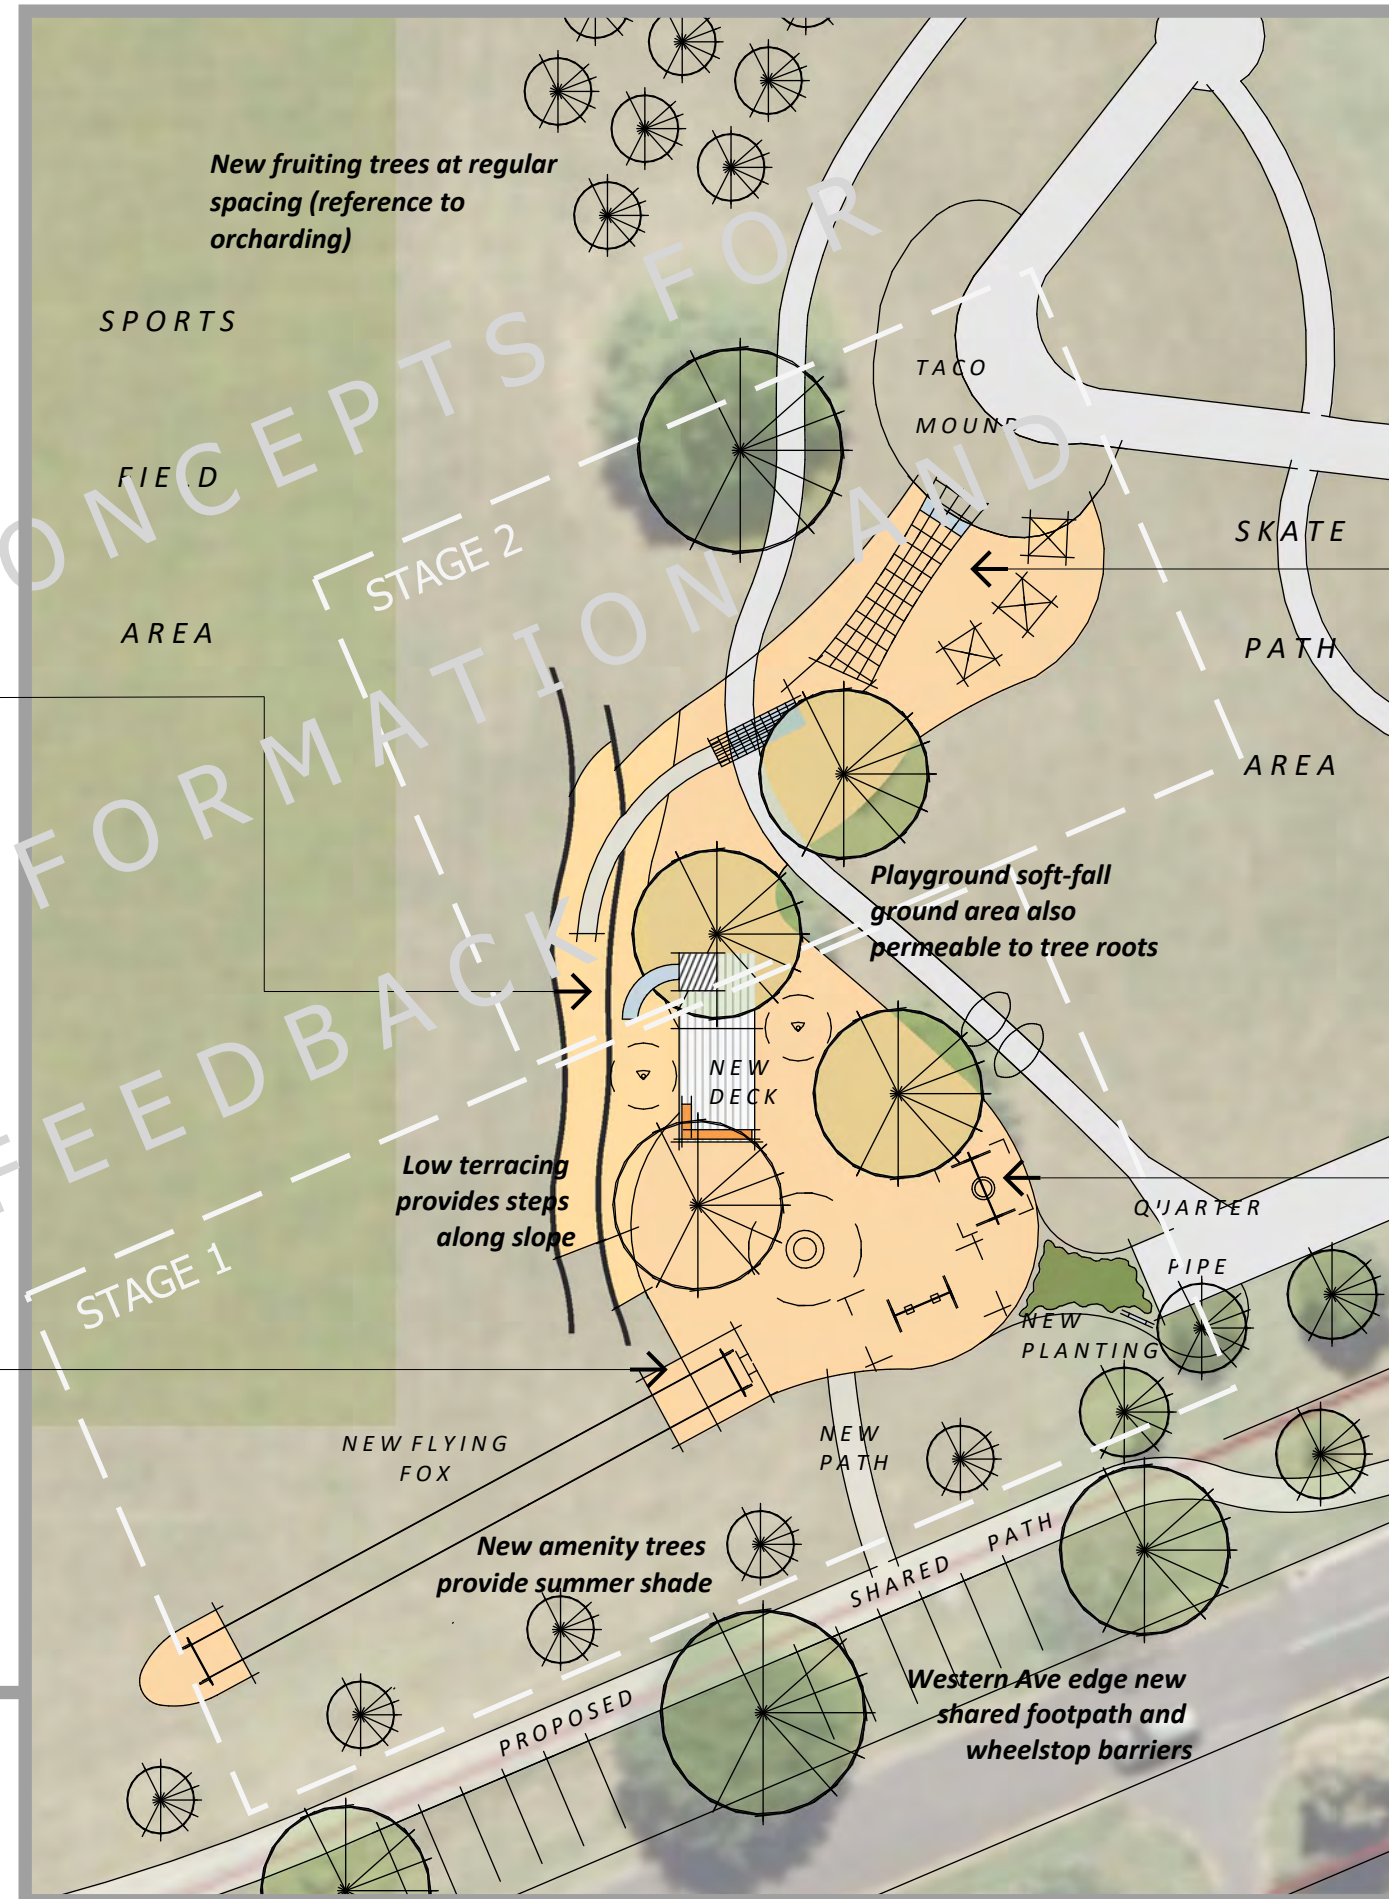 New fruiting trees at regular
spacing (reference to
orcharding)
SPORTS
FIELD
AREA
CONCEPTS FOR
FORMATION AND
FEEDBACK
STAGE 2
TACO
MOUND
SKATE
PATH
AREA
Playground soft-fall
ground area also
permeable to tree roots
NEW
DECK
Low terracing
provides steps
along slope
STAGE 1
QUARTER
PIPE
NEW
PLANTING
NEW FLYING
FOX
NEW
PATH
New amenity trees
provide summer shade
PROPOSED SHARED PATH
Western Ave edge new
shared footpath and
wheelstop barriers